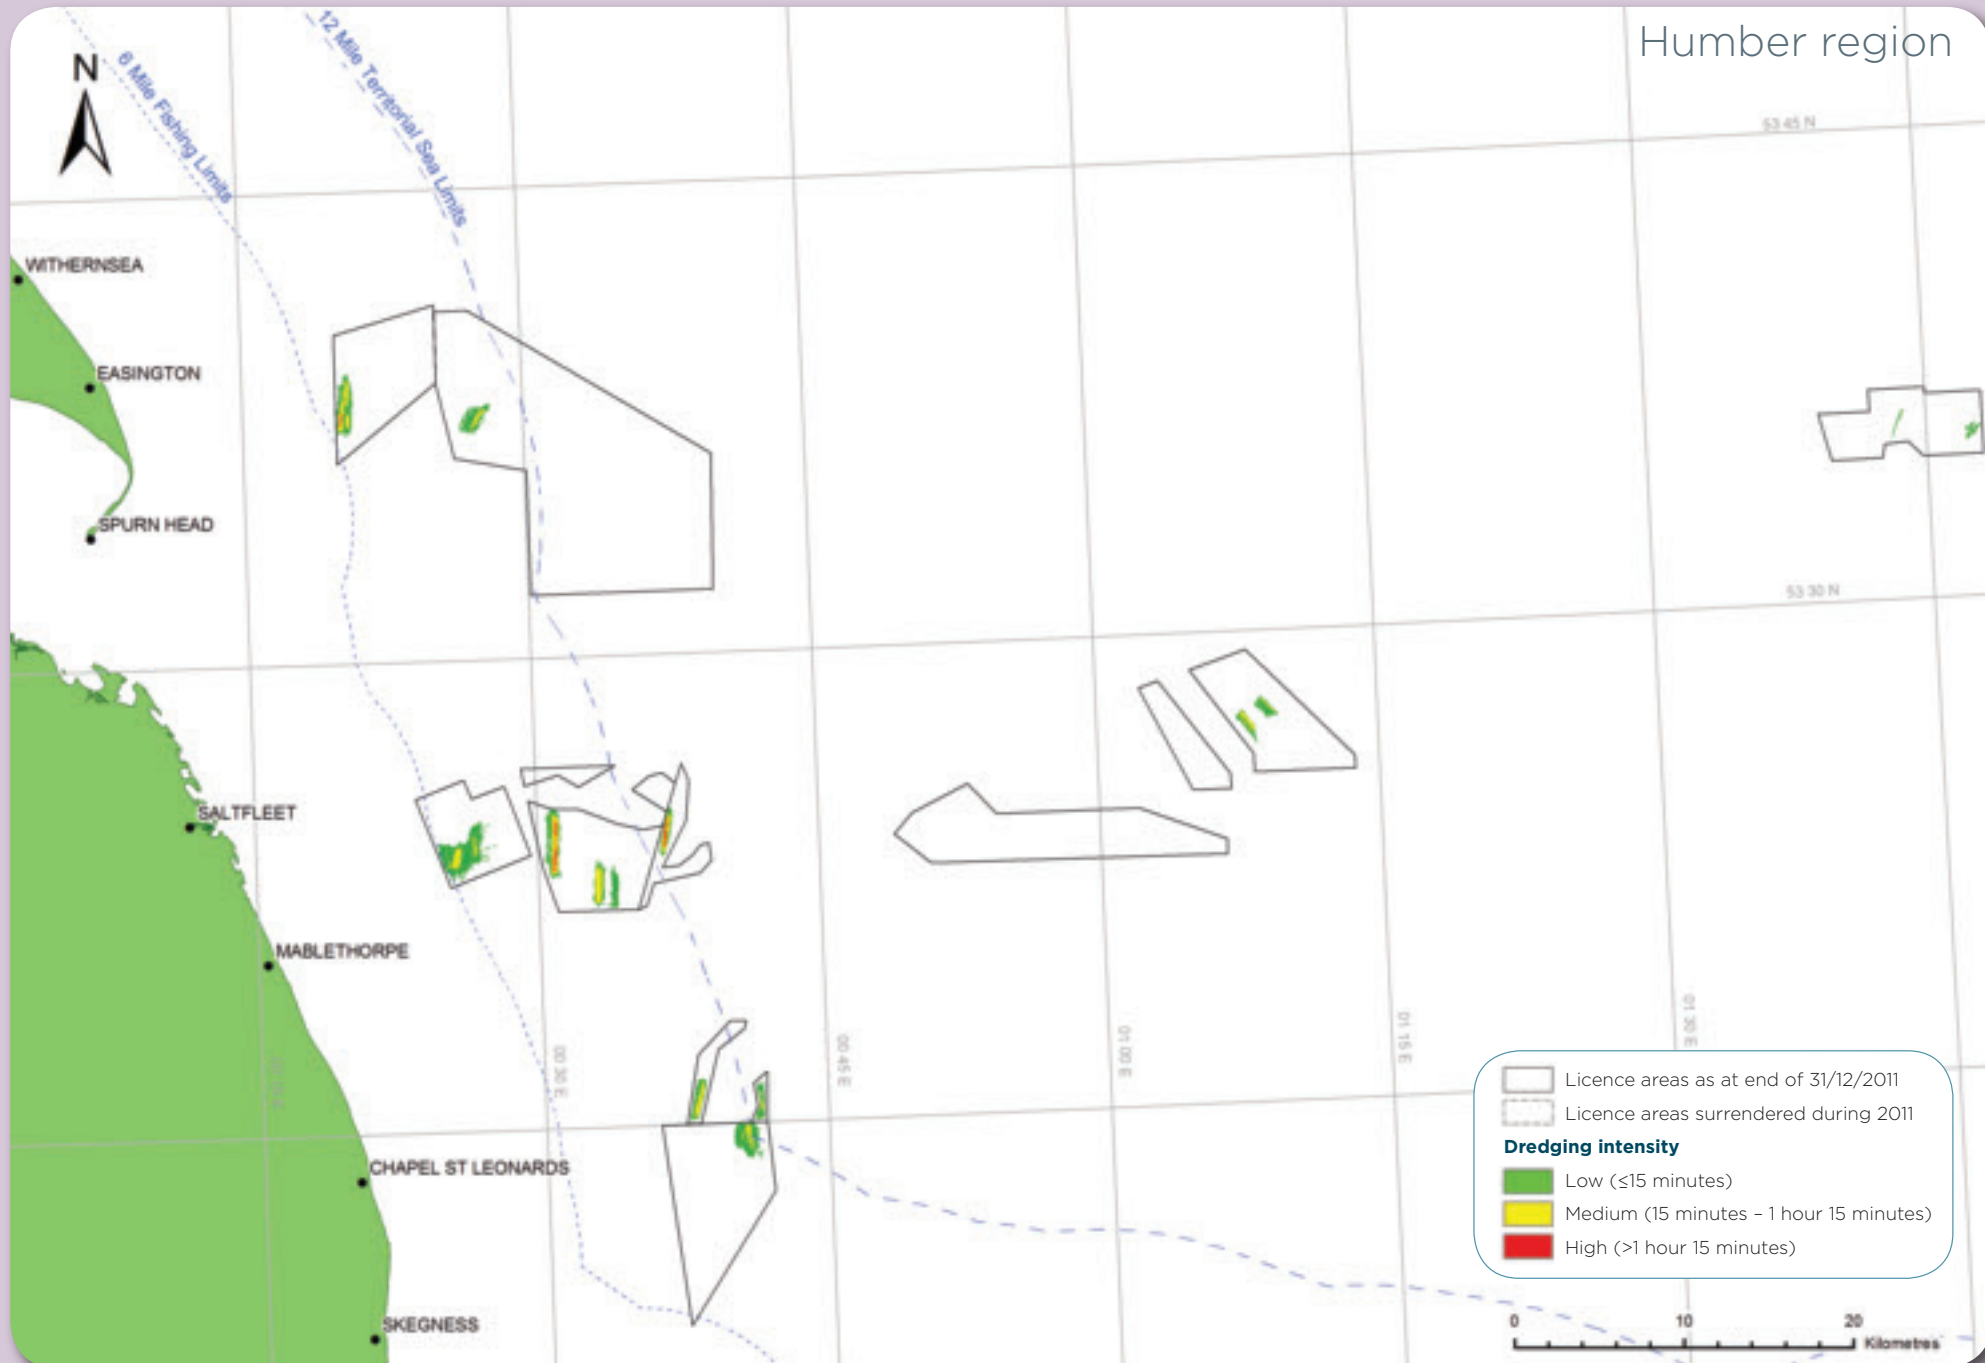 Humber region
N
6 Mile Fishing Limits
12 Mile Territorial Sea Limits
53 45 N
WITHERNSEA
EASINGTON
SPURN HEAD
53 30 N
SALTFLEET
MABLETHORPE
00 30 E
00 45 E
01 00 E
01 15 E
01 30 E
CHAPEL ST LEONARDS
SKEGNESS
Licence areas as at end of 31/12/2011
Licence areas surrendered during 2011
Dredging intensity
Low (≤15 minutes)
Medium (15 minutes – 1 hour 15 minutes)
High (>1 hour 15 minutes)
0 10 20
Kilometres